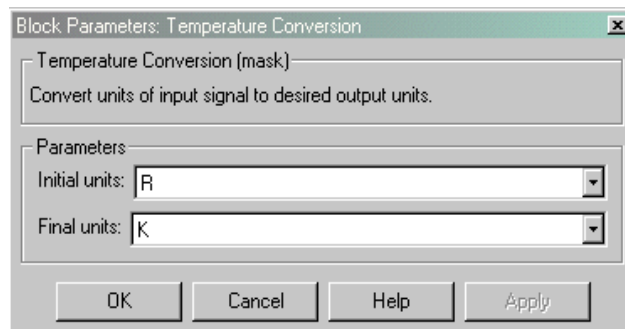 Block Parameters: Temperature Conversion
Temperature Conversion (mask)
Convert units of input signal to desired output units.
Parameters
Initial units: R
Final units: K
OK Cancel Help Apply